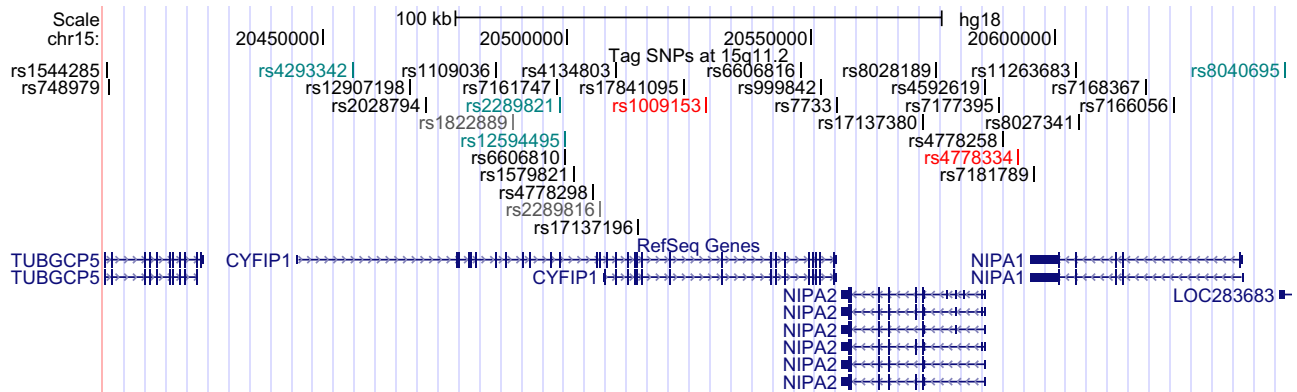 Scale 100 kb hg18
chr15: 20450000 20500000 20550000 20600000
Tag SNPs at 15q11.2
rs1544285 rs4293342 rs1109036 rs4134803 rs6606816 rs8028189 rs11263683 rs8040695
rs748979 rs12907198 rs7161747 rs17841095 rs999842 rs4592619 rs7168367
rs2028794 rs2289821 rs1009153 rs7733 rs7177395 rs7166056
rs1822889 rs17137380 rs8027341
rs12594495 rs4778258
rs6606810 rs4778334
rs1579821 rs7181789
rs4778298
rs2289816
rs17137196
RefSeq Genes
TUBGCP5 CYFIP1 NIPA1
TUBGCP5 CYFIP1 NIPA1
NIPA2 LOC283683
NIPA2
NIPA2
NIPA2
NIPA2
NIPA2